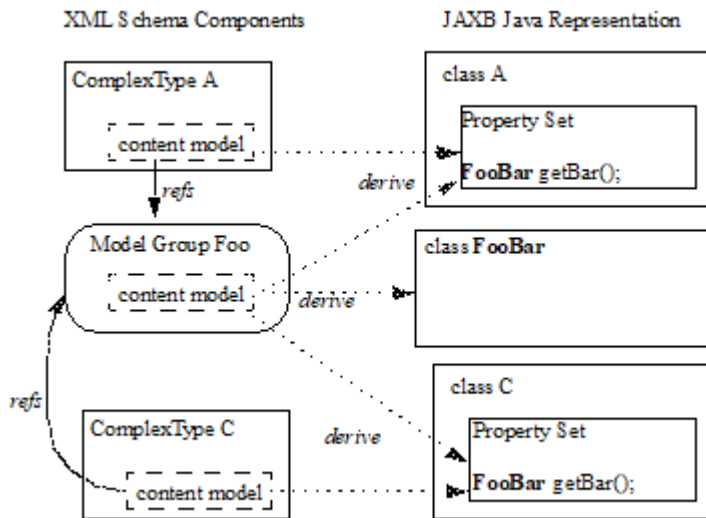 XML Schema Components
JAXB Java Representation
ComplexType A
content model
refs
Model Group Foo
content model
refs
ComplexType C
content model
derive
derive
derive
class A
Property Set
FooBar getBar();
class FooBar
class C
Property Set
FooBar getBar();